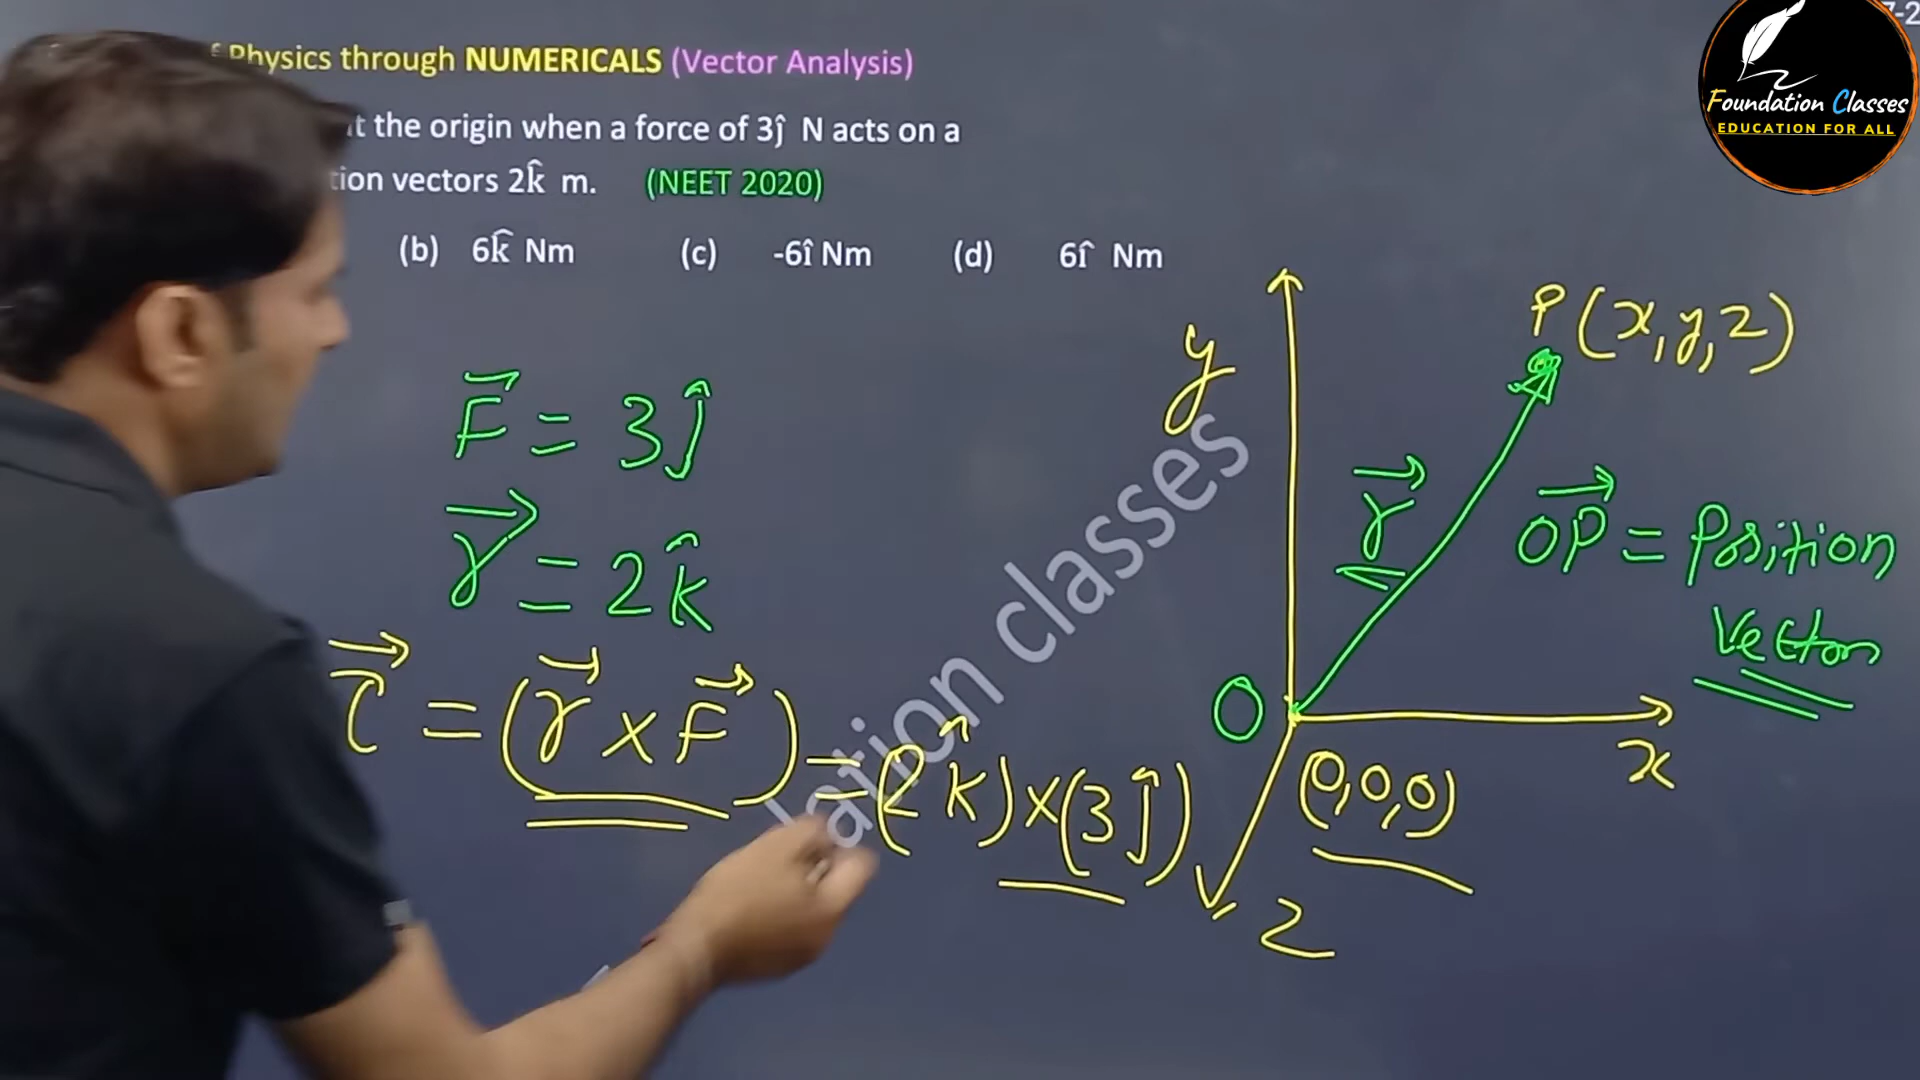 Physics through NUMERICALS (Vector Analysis)
the origin when a force of 3ĵ N acts on a
vectors 2k̂ m. (NEET 2020)
(b) 6k̂ Nm (c) -6î Nm (d) 6î Nm
Foundation Classes
EDUCATION FOR ALL
F⃗ = 3ĵ
r⃗ = 2k̂
τ⃗ = (r⃗ × F⃗) = (2k̂) × (3ĵ)
y
P (x, y, z)
r⃗
OP⃗ = Position
Vector
O
(0,0,0)
x
z
classes